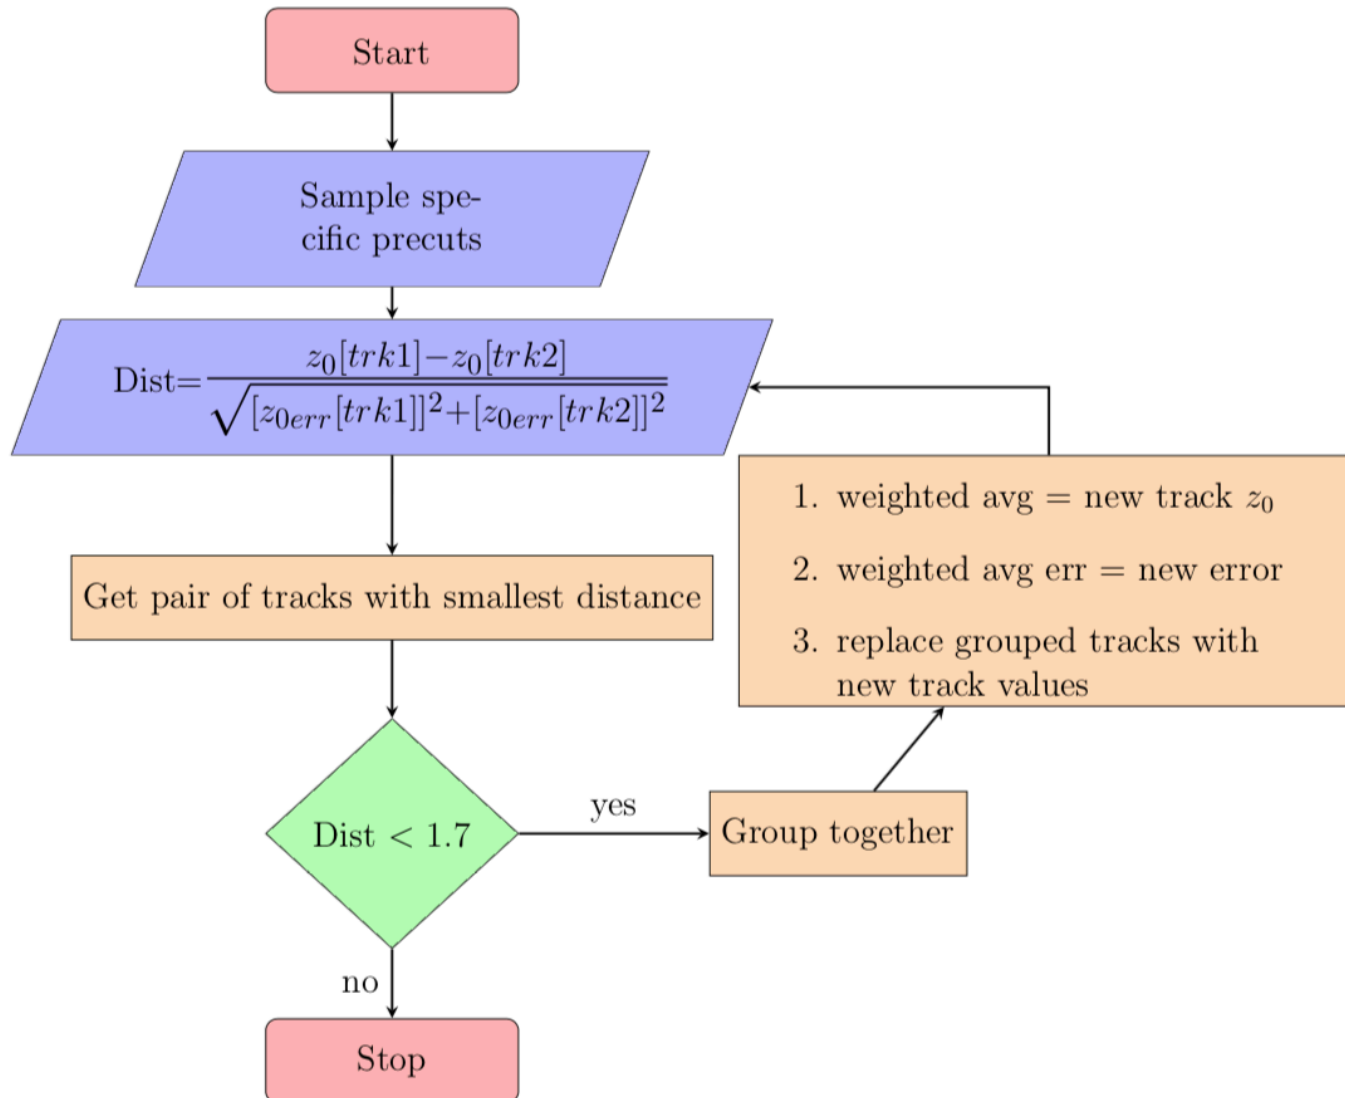 Start
Sample spe-
cific precuts
Dist= z₀[trk1]−z₀[trk2] / √[z₀err[trk1]]²+[z₀err[trk2]]²
Get pair of tracks with smallest distance
1. weighted avg = new track z₀
2. weighted avg err = new error
3. replace grouped tracks with
new track values
Dist < 1.7
yes
Group together
no
Stop